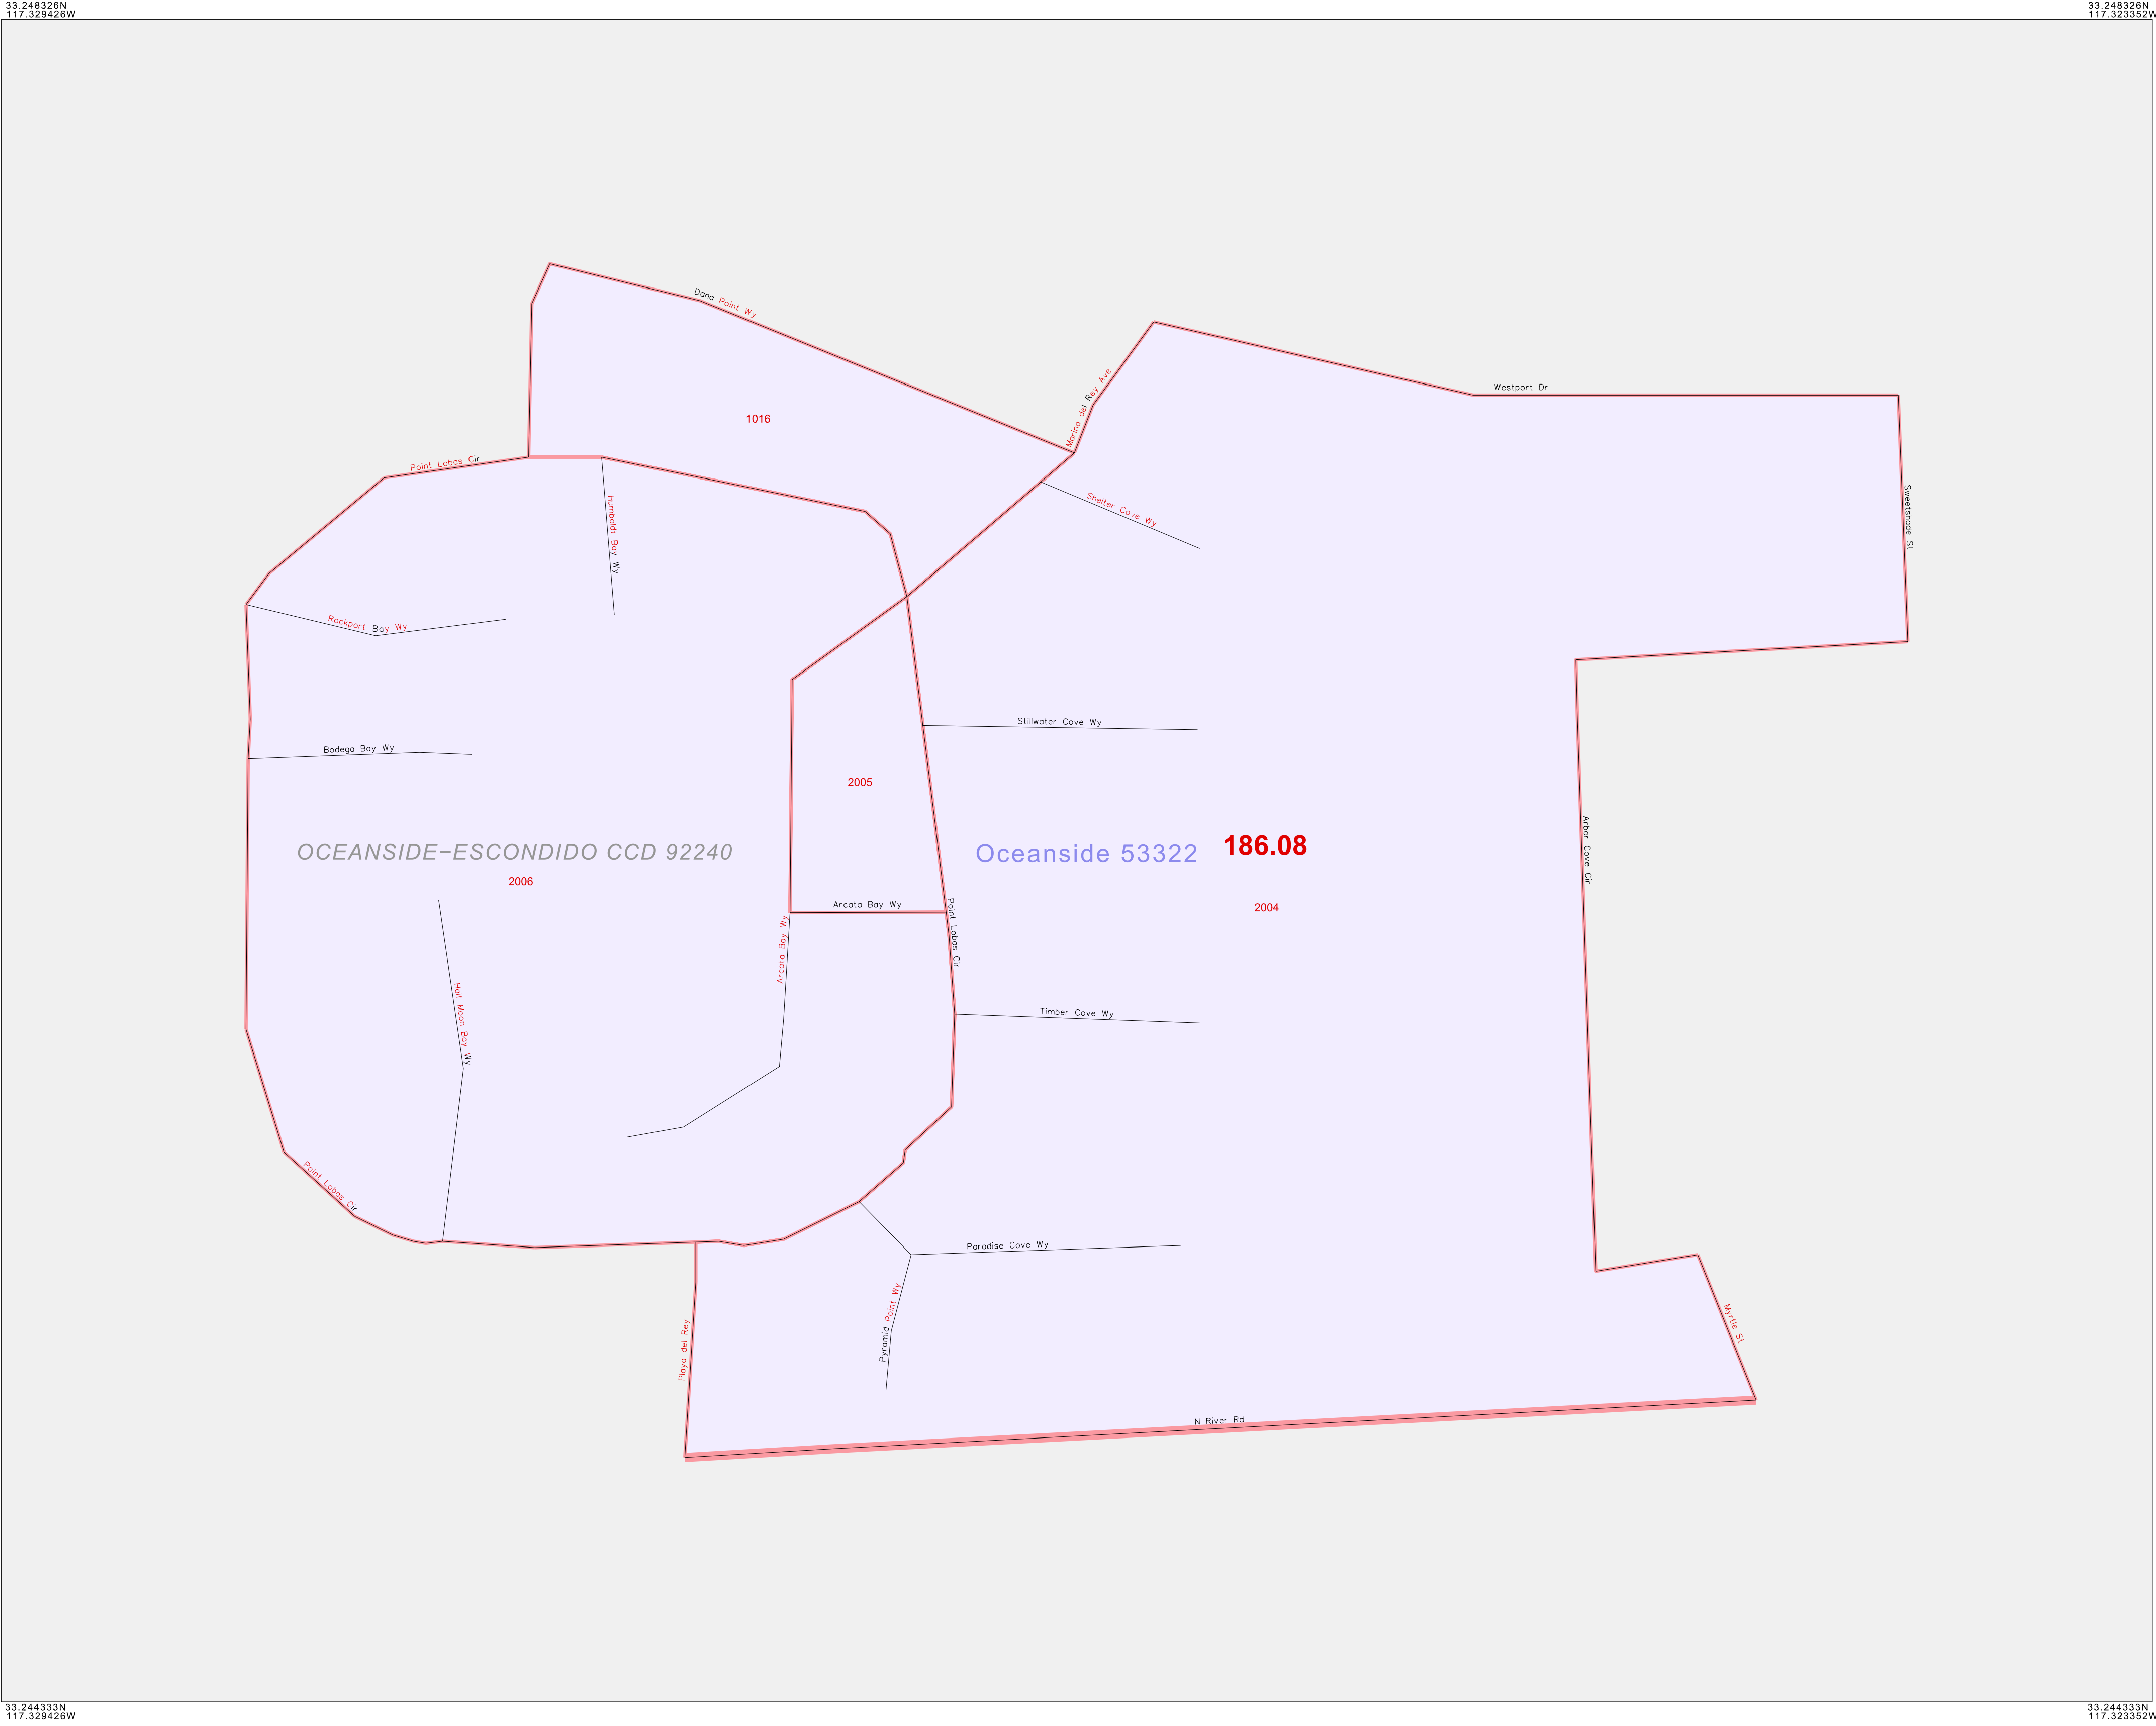 33.248326N
117.329426W
33.248326N
117.323352W
Dana Point Wy
Marina del Rey Ave
Westport Dr
1016
Point Lobas Cir
Humboldt Bay Wy
Shelter Cove Wy
Sweetshade St
Rockport Bay Wy
Stillwater Cove Wy
Bodega Bay Wy
2005
OCEANSIDE-ESCONDIDO CCD 92240
Oceanside 53322
186.08
2006
2004
Arbor Cove Cir
Arcata Bay Wy
Arcata Bay Wy
Point Lobas Cir
Half Moon Bay Wy
Timber Cove Wy
Point Lobas Cir
Paradise Cove Wy
Pyramid Point Wy
Playa del Rey
Myrtle St
N River Rd
33.244333N
117.329426W
33.244333N
117.323352W